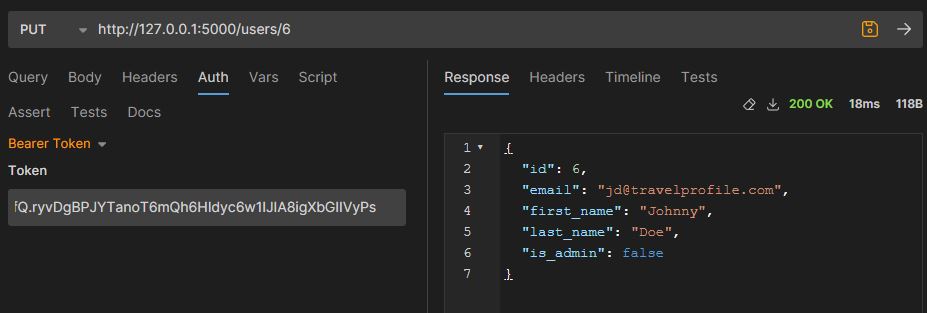 PUT http://127.0.0.1:5000/users/6
Query Body Headers Auth Vars Script
Assert Tests Docs
Bearer Token
Token
fQ.ryvDgBPJYTanoT6mQh6HIdyc6w1IJIA8igXbGIIVyPs
Response Headers Timeline Tests
200 OK 18ms 118B
1 {
2 "id": 6,
3 "email": "jd@travelprofile.com",
4 "first_name": "Johnny",
5 "last_name": "Doe",
6 "is_admin": false
7 }